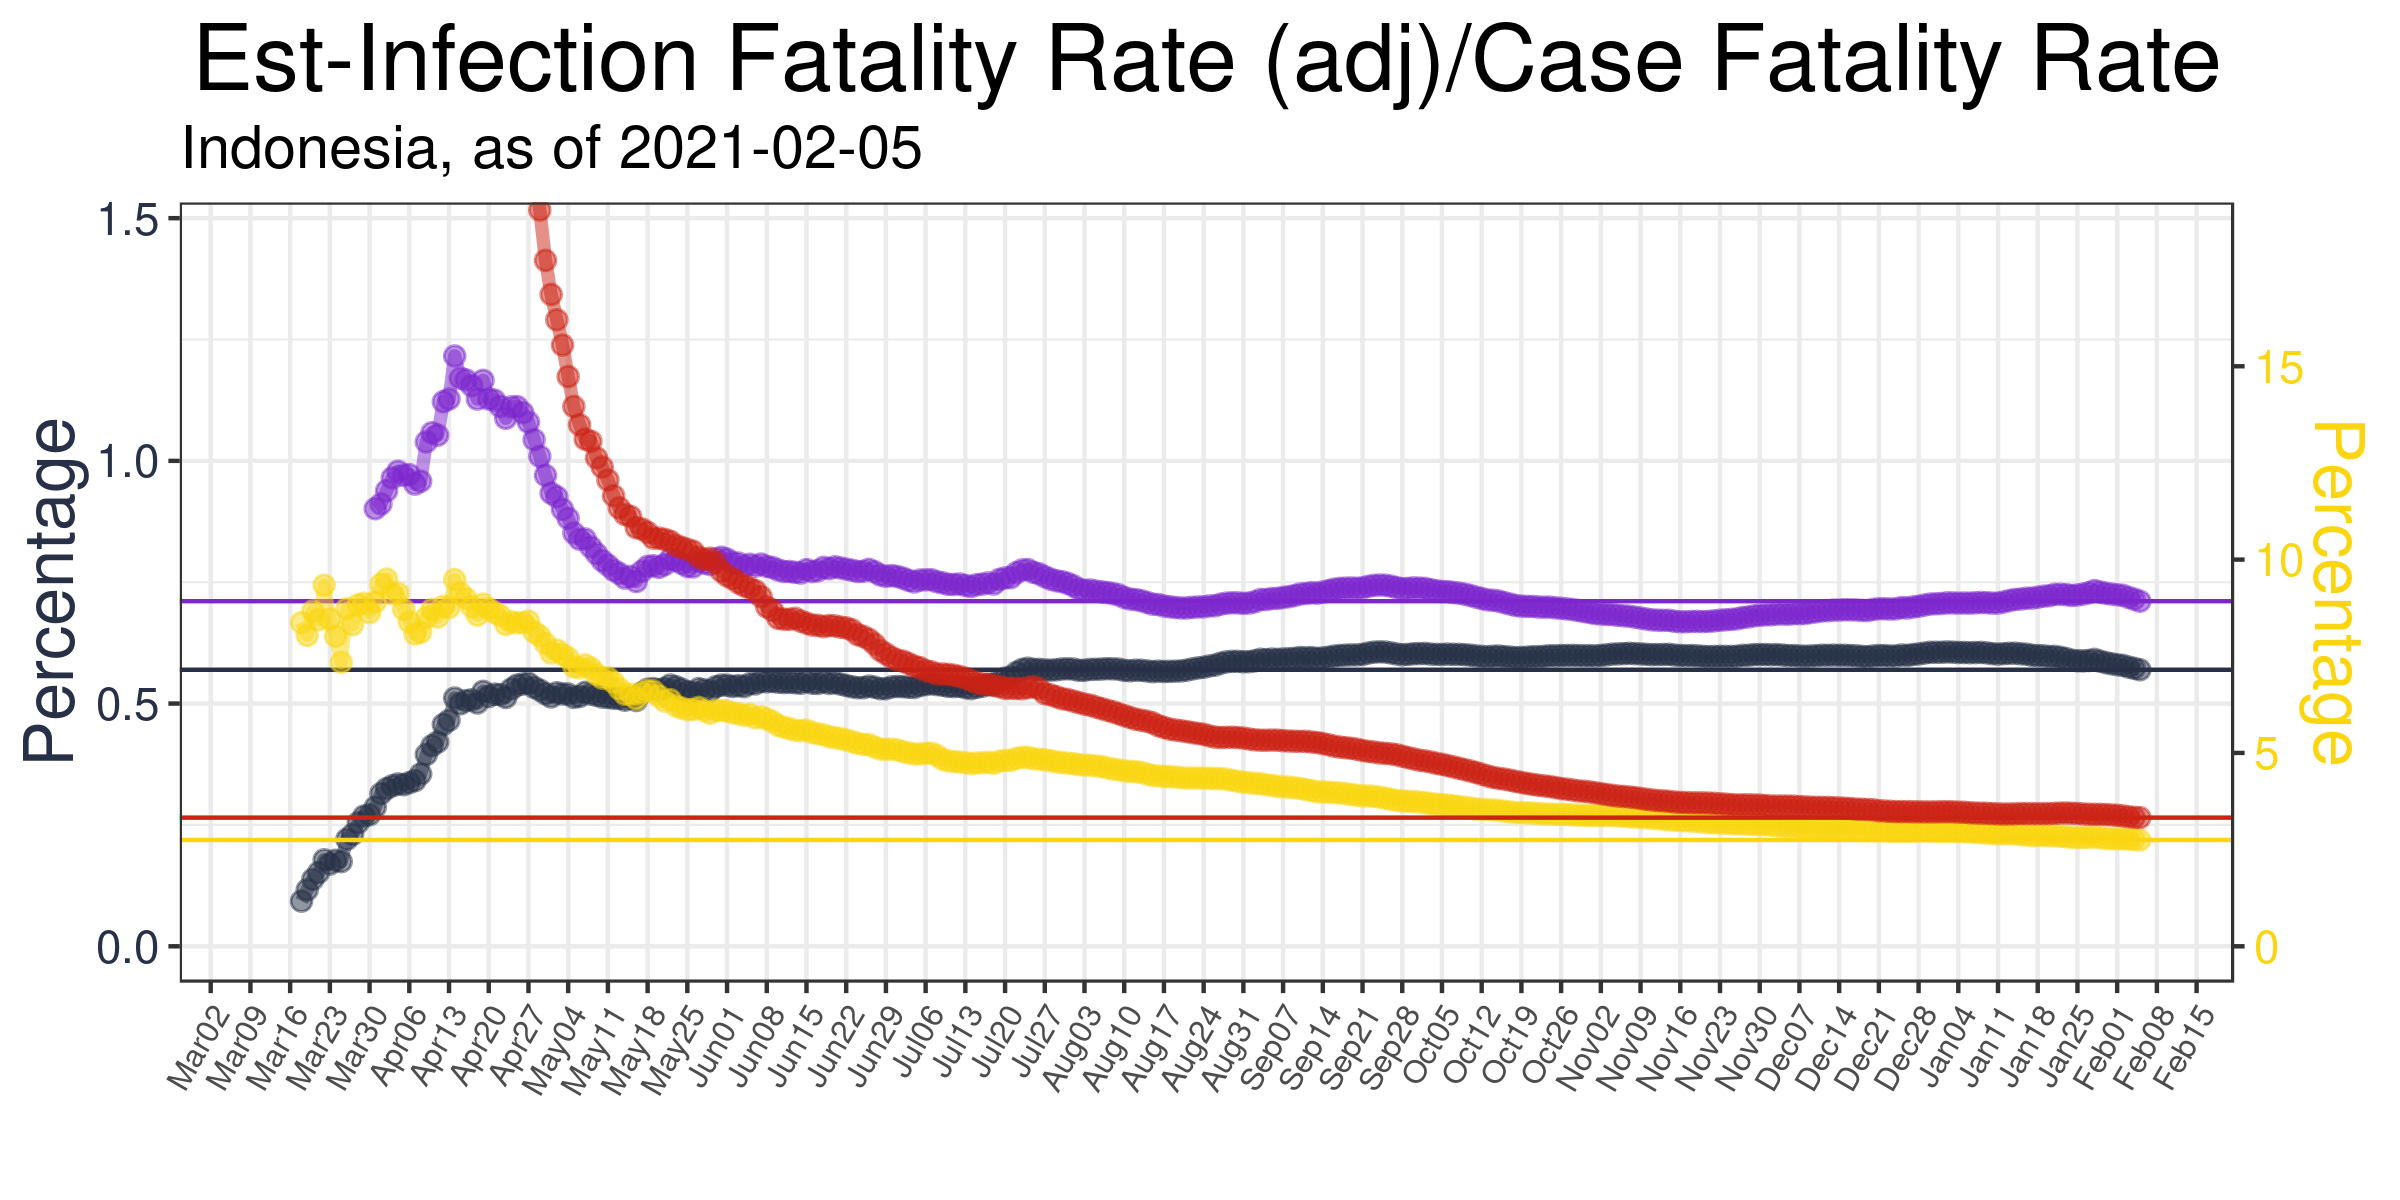 Est-Infection Fatality Rate (adj)/Case Fatality Rate
Indonesia, as of 2021-02-05
Percentage
1.5
1.0
0.5
0.0
15
10
5
0
Percentage
Mar02
Mar09
Mar16
Mar23
Mar30
Apr06
Apr13
Apr20
Apr27
May04
May11
May18
May25
Jun01
Jun08
Jun15
Jun22
Jun29
Jul06
Jul13
Jul20
Jul27
Aug03
Aug10
Aug17
Aug24
Aug31
Sep07
Sep14
Sep21
Sep28
Oct05
Oct12
Oct19
Oct26
Nov02
Nov09
Nov16
Nov23
Nov30
Dec07
Dec14
Dec21
Dec28
Jan04
Jan11
Jan18
Jan25
Feb01
Feb08
Feb15